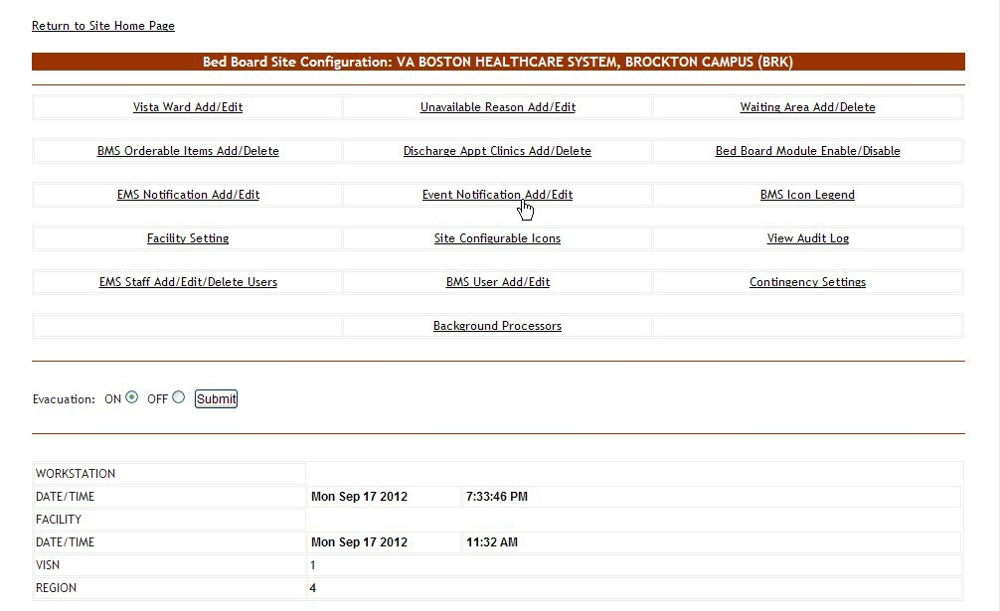 Return to Site Home Page
Bed Board Site Configuration: VA BOSTON HEALTHCARE SYSTEM, BROCKTON CAMPUS (BRK)
Vista Ward Add/Edit Unavailable Reason Add/Edit Waiting Area Add/Delete
BMS Orderable Items Add/Delete Discharge Appt Clinics Add/Delete Bed Board Module Enable/Disable
EMS Notification Add/Edit Event Notification Add/Edit BMS Icon Legend
Facility Setting Site Configurable Icons View Audit Log
EMS Staff Add/Edit/Delete Users BMS User Add/Edit Contingency Settings
Background Processors
Evacuation: ON OFF Submit
WORKSTATION
DATE/TIME Mon Sep 17 2012 7:33:46 PM
FACILITY
DATE/TIME Mon Sep 17 2012 11:32 AM
VISN 1
REGION 4